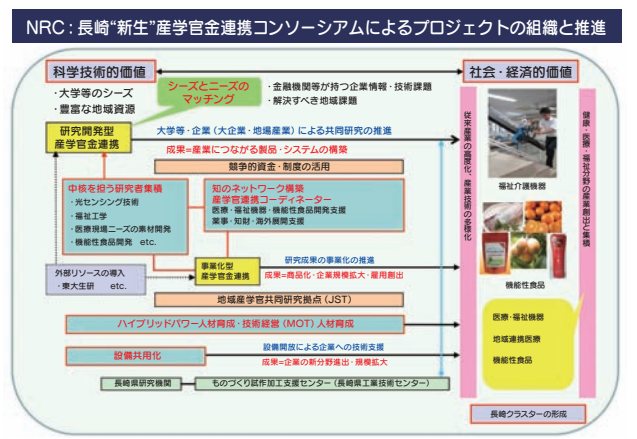 NRC : 長崎“新生”産学官金連携コンソーシアムによるプロジェクトの組織と推進
科学技術的価値
社会・経済的価値
・大学等のシーズ
・豊富な地域資源
シーズとニーズの
マッチング
・金融機関等が持つ企業情報・技術課題
・解決すべき地域課題
研究開発型
産学官金連携
大学等・企業（大企業・地場産業）による共同研究の推進
成果=産業につながる製品・システムの構築
競争的資金・制度の活用
中核を担う研究者集積
・光センシング技術
・福祉工学
・医療現場ニーズの素材開発
・機能性食品開発 etc.
知のネットワーク構築
産学官連携コーディネーター
医療・福祉機器・機能性食品開発支援
薬事・知財・海外展開支援
外部リソースの導入
・東大生研 etc.
事業化型
産学官金連携
研究成果の事業化の推進
成果=商品化・企業規模拡大・雇用創出
地域産学官共同研究拠点（JST）
ハイブリッドパワー人材育成・技術経営（MOT）人材育成
設備共用化
設備開放による企業への技術支援
成果=企業の新分野進出・規模拡大
長崎県研究機関
ものづくり試作加工支援センター（長崎県工業技術センター）
従来産業の高度化、産業技術の多様化
福祉介護機器
機能性食品
医療・福祉機器
地域連携医療
機能性食品
健康・医療・福祉分野の産業創出と集積
長崎クラスターの形成